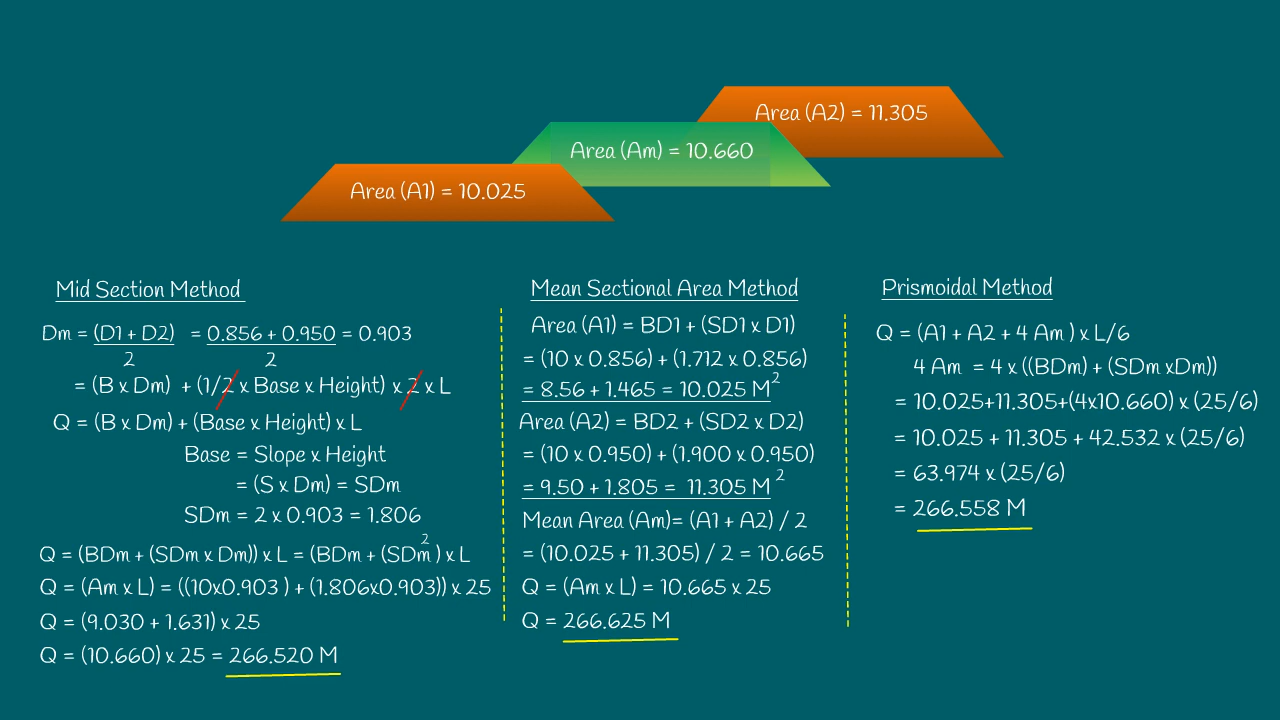 Area (A2) = 11.305
Area (Am) = 10.660
Area (A1) = 10.025
Mid Section Method
Dm = (D1 + D2) = 0.856 + 0.950 = 0.903
2 2
= (B x Dm) + (1/2 x Base x Height) x 2 x L
Q = (B x Dm) + (Base x Height) x L
Base = Slope x Height
= (S x Dm) = SDm
SDm = 2 x 0.903 = 1.806
Q = (BDm + (SDm x Dm)) x L = (BDm + (SDm²) x L
Q = (Am x L) = ((10x0.903 ) + (1.806x0.903)) x 25
Q = (9.030 + 1.631) x 25
Q = (10.660) x 25 = 266.520 M
Mean Sectional Area Method
Area (A1) = BD1 + (SD1 x D1)
= (10 x 0.856) + (1.712 x 0.856)
= 8.56 + 1.465 = 10.025 M²
Area (A2) = BD2 + (SD2 x D2)
= (10 x 0.950) + (1.900 x 0.950)
= 9.50 + 1.805 = 11.305 M²
Mean Area (Am)= (A1 + A2) / 2
= (10.025 + 11.305) / 2 = 10.665
Q = (Am x L) = 10.665 x 25
Q = 266.625 M
Prismoidal Method
Q = (A1 + A2 + 4 Am ) x L/6
4 Am = 4 x ((BDm) + (SDm xDm))
= 10.025+11.305+(4x10.660) x (25/6)
= 10.025 + 11.305 + 42.532 x (25/6)
= 63.974 x (25/6)
= 266.558 M